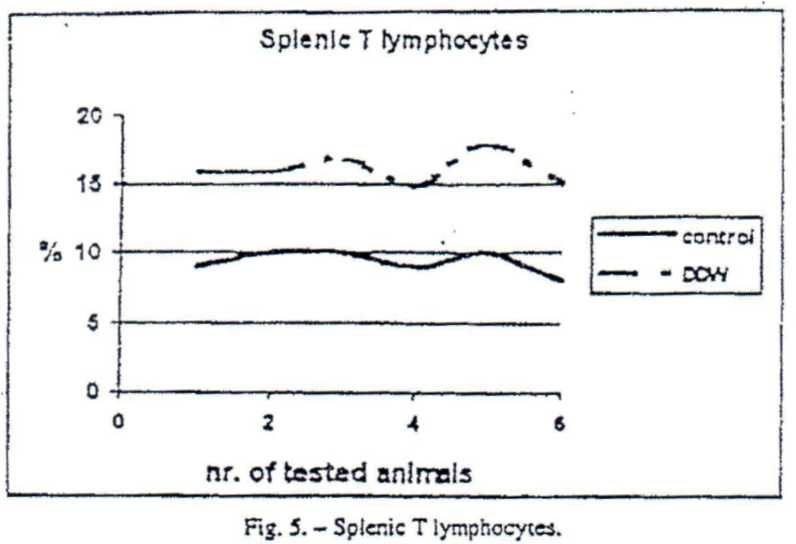 Splenic T lymphocytes
20
15
10
5
0
%
0 2 4 6
nr. of tested animals
control
DDW
Fig. 5. – Splenic T lymphocytes.